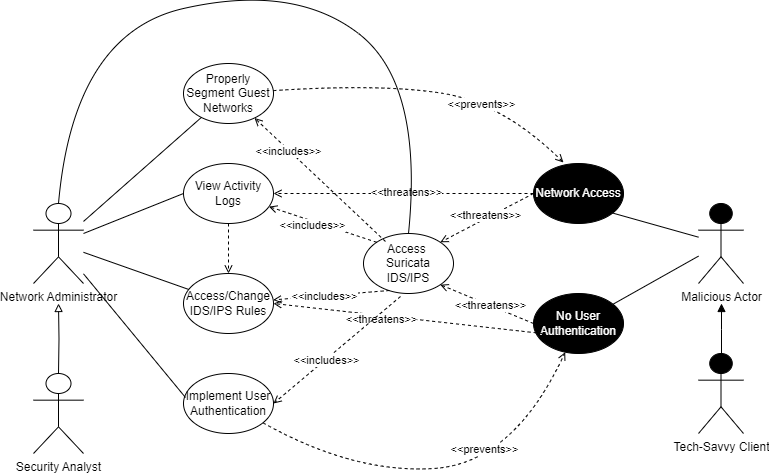 Properly
Segment Guest
Networks
<<prevents>>
<<includes>>
View Activity
Logs
<<threatens>>
Network Access
<<threatens>>
<<includes>>
Access
Suricata
IDS/IPS
Network Administrator
Malicious Actor
Access/Change
IDS/IPS Rules
<<includes>>
<<threatens>>
<<threatens>>
No User
Authentication
<<includes>>
Implement User
Authentication
<<prevents>>
Security Analyst
Tech-Savvy Client